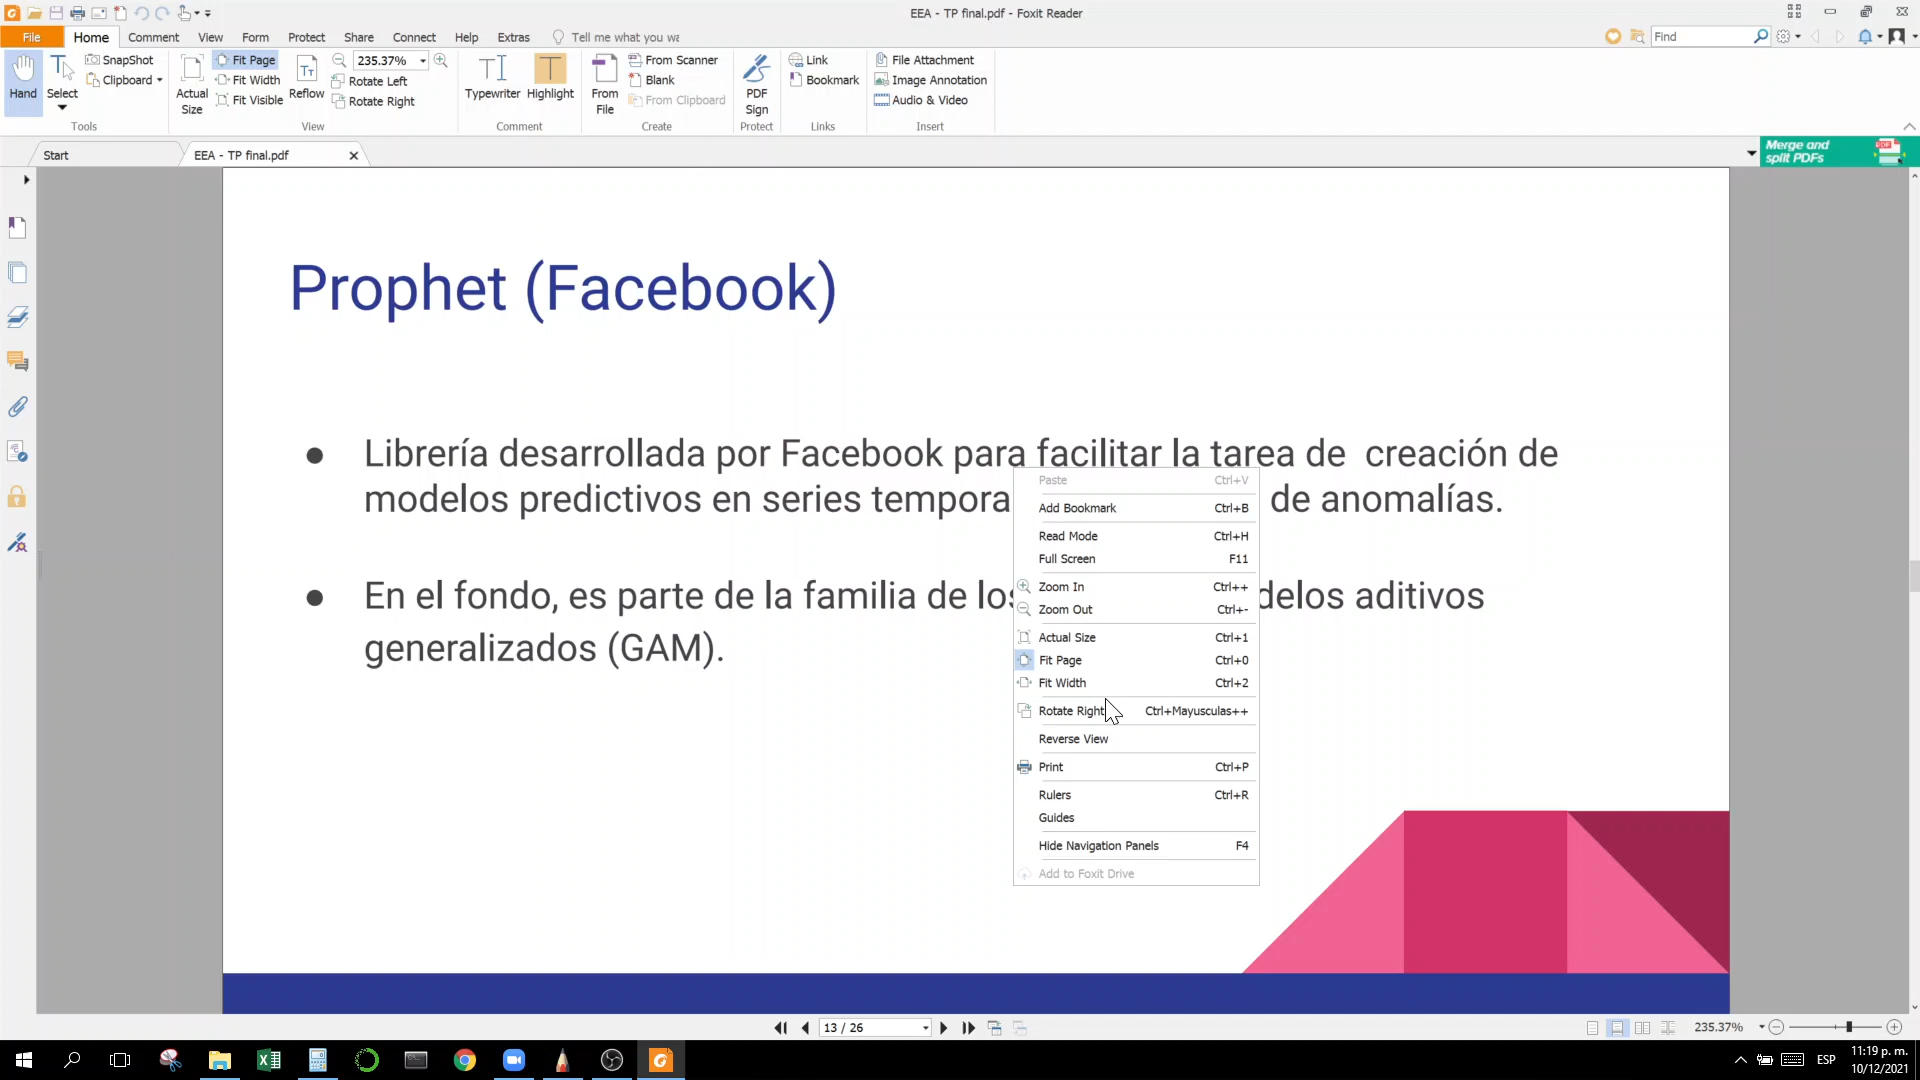 EEA - TP final.pdf - Foxit Reader
File Home Comment View Form Protect Share Connect Help Extras Tell me what you wa Find
Hand
Select
SnapShot
Clipboard
Tools
Actual
Size
Fit Page
Fit Width
Fit Visible
Reflow
235.37%
Rotate Left
Rotate Right
View
Typewriter
Highlight
Comment
From
File
From Scanner
Blank
From Clipboard
Create
PDF
Sign
Protect
Link
Bookmark
Links
File Attachment
Image Annotation
Audio & Video
Insert
Start
EEA - TP final.pdf
Merge and
split PDFs
Prophet (Facebook)
● Librería desarrollada por Facebook para facilitar la tarea de creación de
modelos predictivos en series tempora de anomalías.
● En el fondo, es parte de la familia de los delos aditivos
generalizados (GAM).
Paste Ctrl+V
Add Bookmark Ctrl+B
Read Mode Ctrl+H
Full Screen F11
Zoom In Ctrl++
Zoom Out Ctrl+-
Actual Size Ctrl+1
Fit Page Ctrl+0
Fit Width Ctrl+2
Rotate Right Ctrl+Mayusculas++
Reverse View
Print Ctrl+P
Rulers Ctrl+R
Guides
Hide Navigation Panels F4
Add to Foxit Drive
13 / 26
235.37%
ESP
11:19 p. m.
10/12/2021